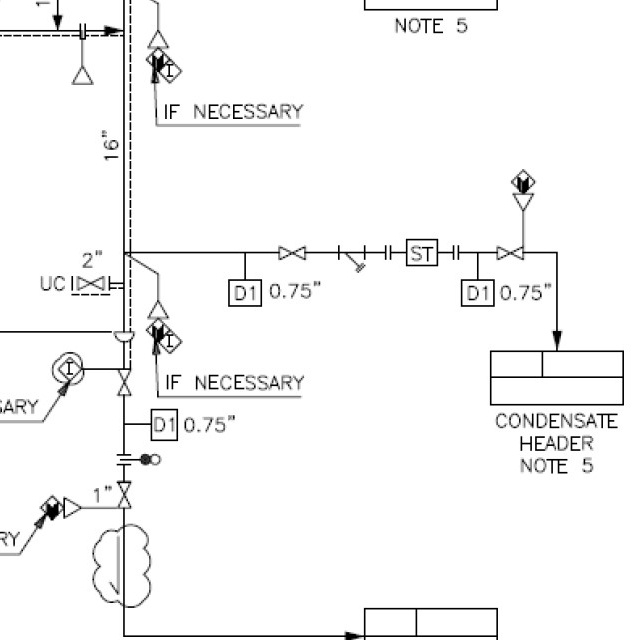 1
NOTE 5
I
IF NECESSARY
16"
2"
UC
ST
D1 0.75"
D1 0.75"
I
IF NECESSARY
I
SARY
D1 0.75"
CONDENSATE
HEADER
NOTE 5
1"
RY